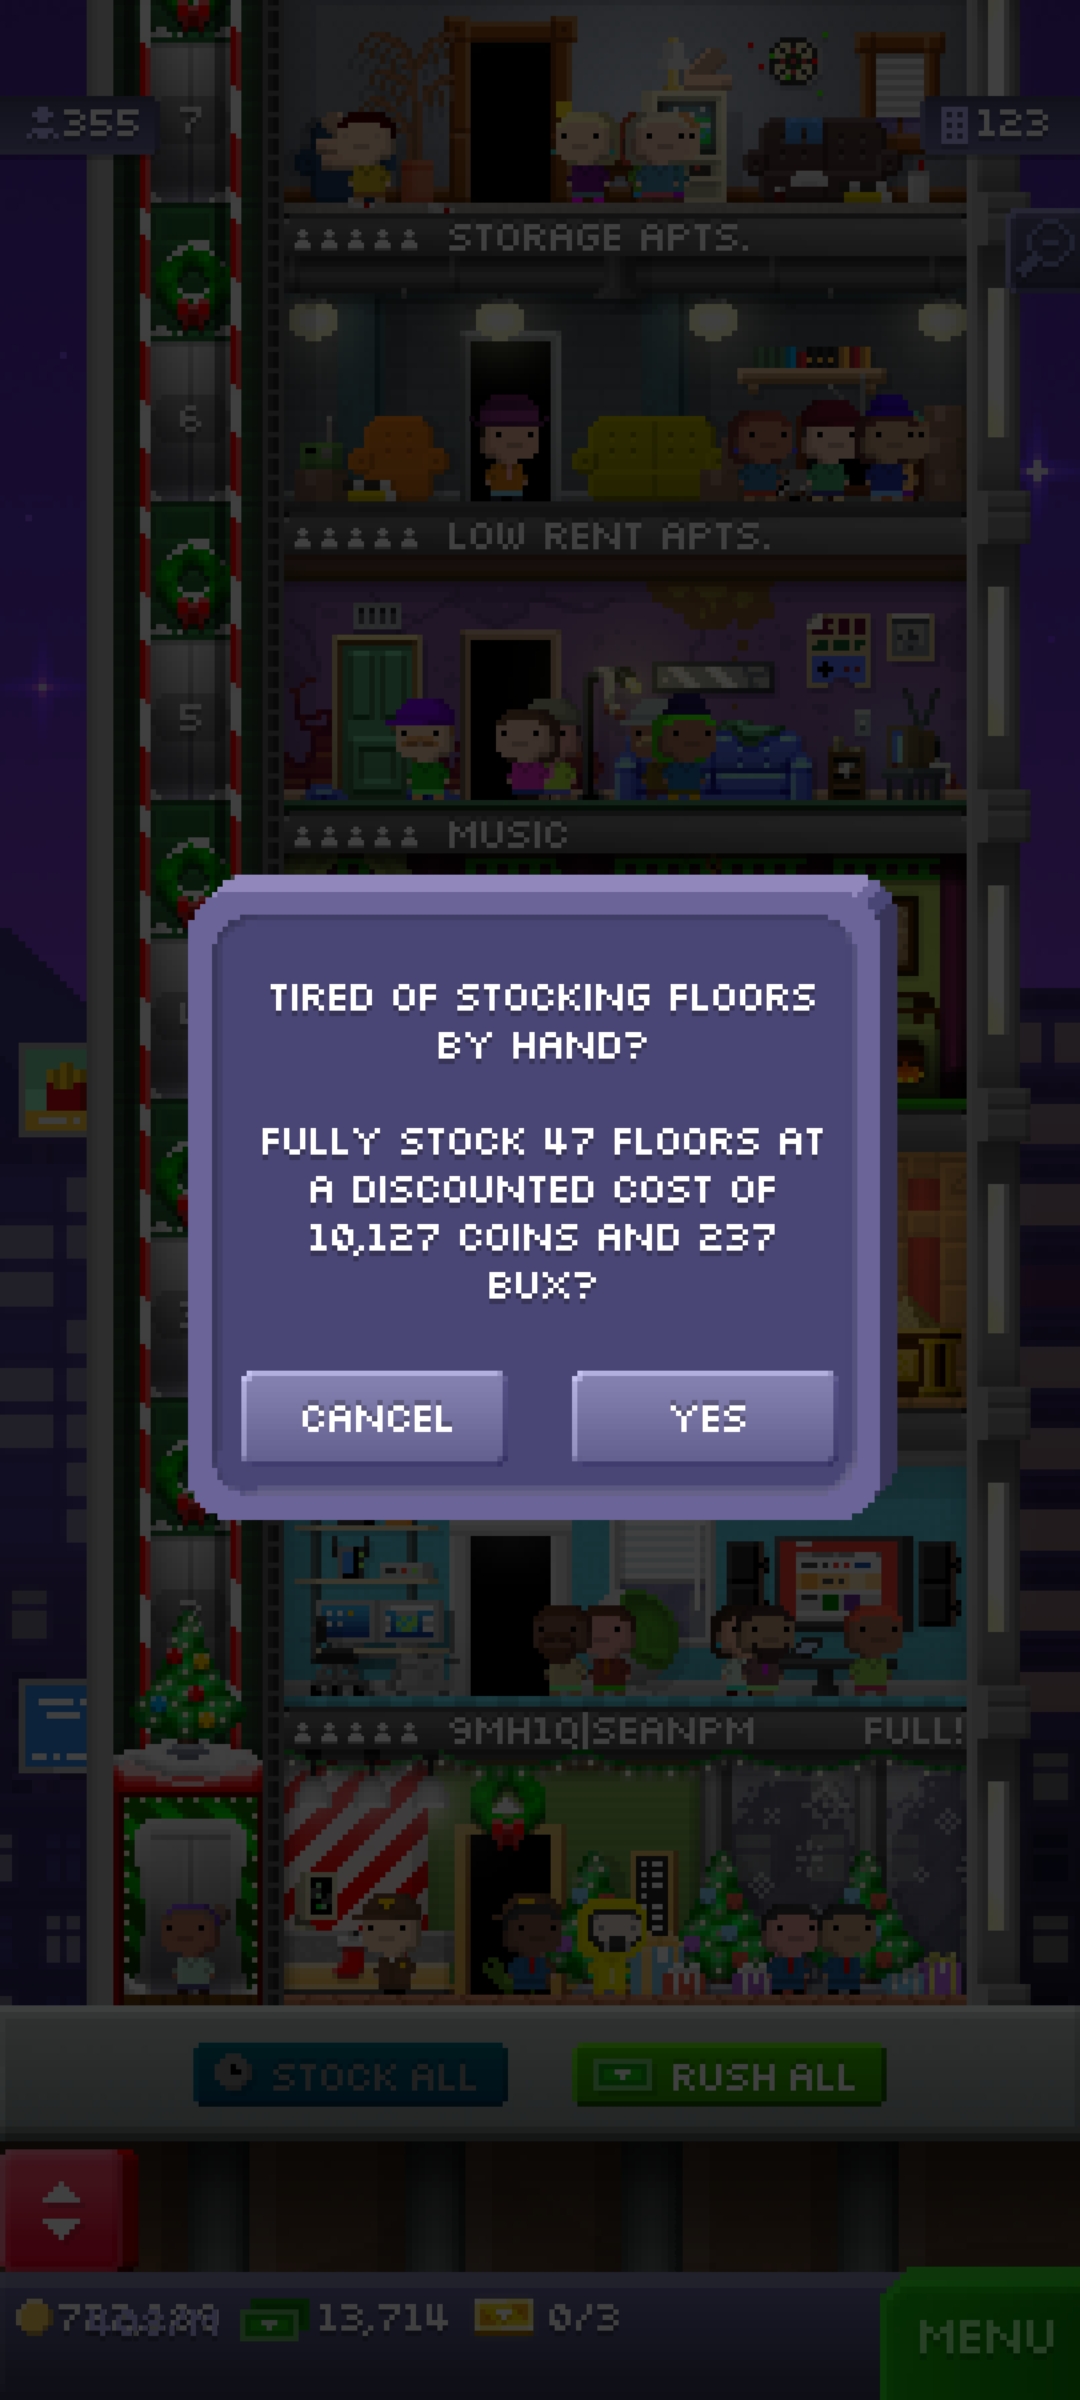 7
355
123
STORAGE APTS.
6
LOW RENT APTS.
5
MUSIC
TIRED OF STOCKING FLOORS
BY HAND?
FULLY STOCK 47 FLOORS AT
A DISCOUNTED COST OF
10,127 COINS AND 237
BUX?
CANCEL
YES
9MH1Q|SEANPM
FULL!
STOCK ALL
RUSH ALL
13,714
0/3
MENU